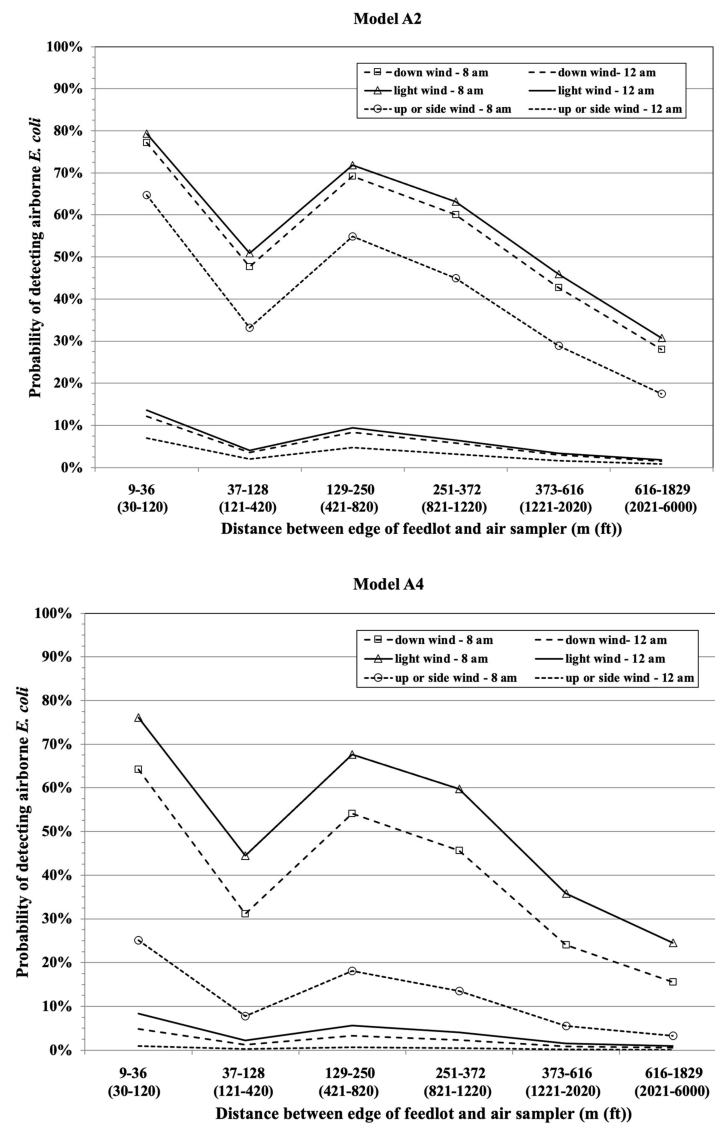 Model A2
100%
90%
80%
70%
60%
50%
40%
30%
20%
10%
0%
Probability of detecting airborne E. coli
down wind - 8 am
down wind- 12 am
light wind - 8 am
light wind - 12 am
up or side wind - 8 am
up or side wind - 12 am
9-36 37-128 129-250 251-372 373-616 616-1829
(30-120) (121-420) (421-820) (821-1220) (1221-2020) (2021-6000)
Distance between edge of feedlot and air sampler (m (ft))
Model A4
100%
90%
80%
70%
60%
50%
40%
30%
20%
10%
0%
Probability of detecting airborne E. coli
down wind - 8 am
down wind- 12 am
light wind - 8 am
light wind - 12 am
up or side wind - 8 am
up or side wind - 12 am
9-36 37-128 129-250 251-372 373-616 616-1829
(30-120) (121-420) (421-820) (821-1220) (1221-2020) (2021-6000)
Distance between edge of feedlot and air sampler (m (ft))